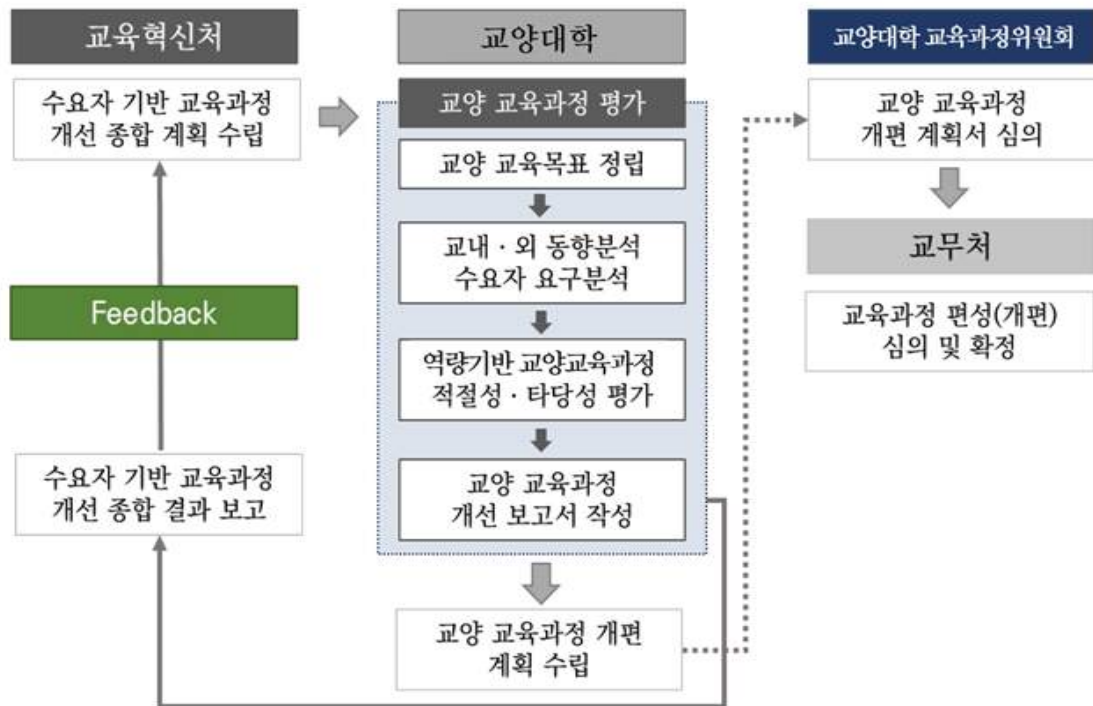 교육혁신처
수요자 기반 교육과정
개선 종합 계획 수립
Feedback
수요자 기반 교육과정
개선 종합 결과 보고
교양대학
교양 교육과정 평가
교양 교육목표 정립
교내 · 외 동향분석
수요자 요구분석
역량기반 교양교육과정
적절성 · 타당성 평가
교양 교육과정
개선 보고서 작성
교양 교육과정 개편
계획 수립
교양대학 교육과정위원회
교양 교육과정
개편 계획서 심의
교무처
교육과정 편성(개편)
심의 및 확정